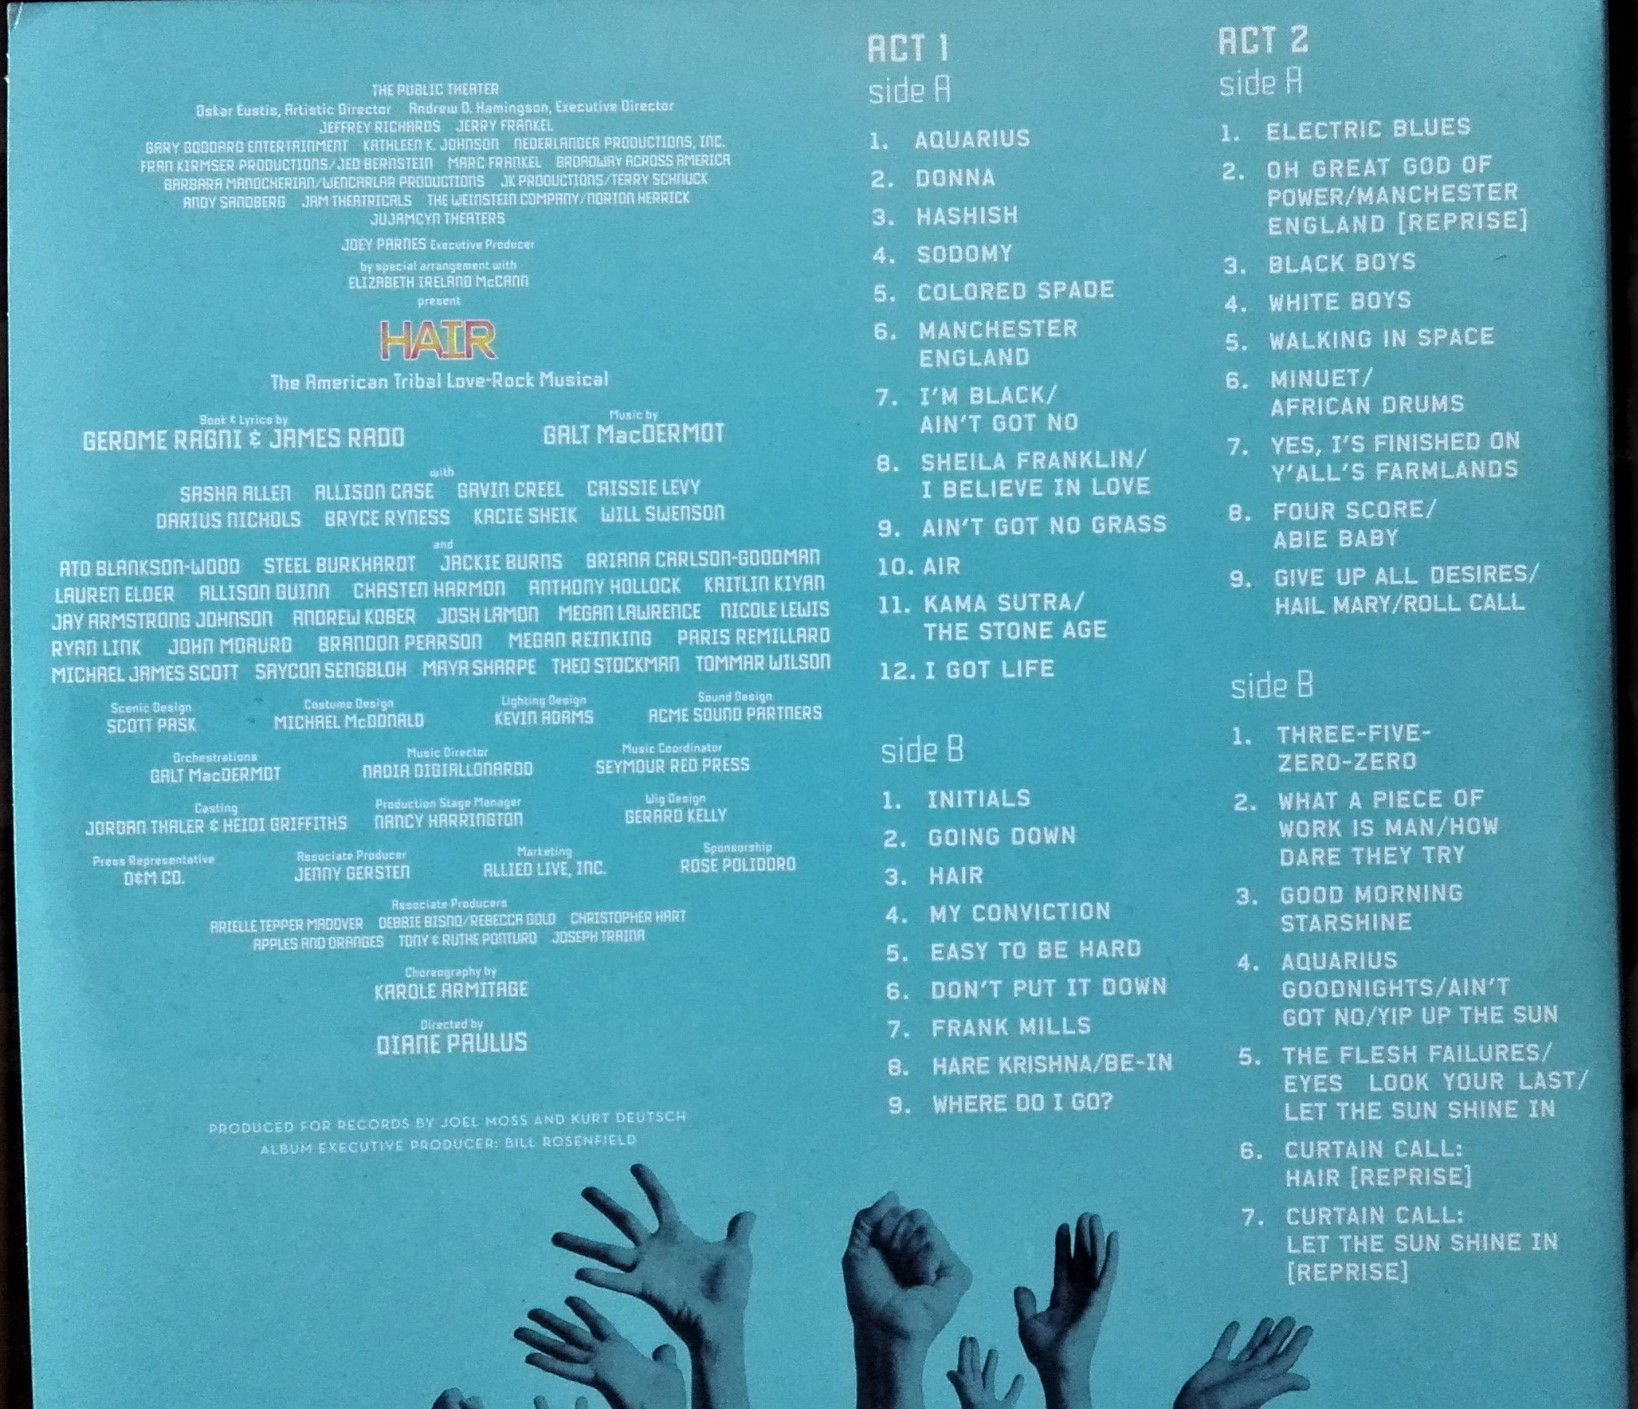 THE PUBLIC THEATER
Oskar Eustis, Artistic Director Andrew D. Hamingson, Executive Director
JEFFREY RICHARDS JERRY FRANKEL
GARY GODDARD ENTERTAINMENT KATHLEEN K. JOHNSON NEDERLANDER PRODUCTIONS, INC.
FRAN KIRMSER PRODUCTIONS/JED BERNSTEIN MARC FRANKEL BROADWAY ACROSS AMERICA
BARBARA MANOCHERIAN/WENCARLAR PRODUCTIONS JK PRODUCTIONS/TERRY SCHNUCK
ANDY SANDBERG JAM THEATRICALS THE WEINSTEIN COMPANY/NORTON HERRICK
JUJAMCYN THEATERS
JOEY PARNES Executive Producer
by special arrangement with
ELIZABETH IRELAND McCANN
present
HAIR
The American Tribal Love-Rock Musical
Book & Lyrics by Music by
GEROME RAGNI & JAMES RADO GALT MacDERMOT
with
SASHA ALLEN ALLISON CASE GAVIN CREEL CAISSIE LEVY
DARIUS NICHOLS BRYCE RYNESS KACIE SHEIK WILL SWENSON
and
ATO BLANKSON-WOOD STEEL BURKHARDT JACKIE BURNS BRIANA CARLSON-GOODMAN
LAUREN ELDER ALLISON GUINN CHASTEN HARMON ANTHONY HOLLOCK KAITLIN KIYAN
JAY ARMSTRONG JOHNSON ANDREW KOBER JOSH LAMON MEGAN LAWRENCE NICOLE LEWIS
RYAN LINK JOHN MOAURO BRANDON PEARSON MEGAN REINKING PARIS REMILLARD
MICHAEL JAMES SCOTT SAYCON SENGBLOH MAYA SHARPE THEO STOCKMAN TOMMAR WILSON
Scenic Design Costume Design Lighting Design Sound Design
SCOTT PASK MICHAEL McDONALD KEVIN ADAMS ACME SOUND PARTNERS
Orchestrations Music Director Music Coordinator
GALT MacDERMOT NADIA DIGIALLONARDO SEYMOUR RED PRESS
Casting Production Stage Manager Wig Design
JORDAN THALER & HEIDI GRIFFITHS NANCY HARRINGTON GERARD KELLY
Press Representative Associate Producer Marketing Sponsorship
O&M CO. JENNY GERSTEN ALLIED LIVE, INC. ROSE POLIDORO
Associate Producers
ARIELLE TEPPER MADOVER DEBBIE BISNO/REBECCA GOLD CHRISTOPHER HART
APPLES AND ORANGES TONY & RUTHE PONTURO JOSEPH TRAINA
Choreography by
KAROLE ARMITAGE
Directed by
DIANE PAULUS
PRODUCED FOR RECORDS BY JOEL MOSS AND KURT DEUTSCH
ALBUM EXECUTIVE PRODUCER: BILL ROSENFIELD
ACT 1
side A
1. AQUARIUS
2. DONNA
3. HASHISH
4. SODOMY
5. COLORED SPADE
6. MANCHESTER
ENGLAND
7. I'M BLACK/
AIN'T GOT NO
8. SHEILA FRANKLIN/
I BELIEVE IN LOVE
9. AIN'T GOT NO GRASS
10. AIR
11. KAMA SUTRA/
THE STONE AGE
12. I GOT LIFE
side B
1. INITIALS
2. GOING DOWN
3. HAIR
4. MY CONVICTION
5. EASY TO BE HARD
6. DON'T PUT IT DOWN
7. FRANK MILLS
8. HARE KRISHNA/BE-IN
9. WHERE DO I GO?
ACT 2
side A
1. ELECTRIC BLUES
2. OH GREAT GOD OF
POWER/MANCHESTER
ENGLAND [REPRISE]
3. BLACK BOYS
4. WHITE BOYS
5. WALKING IN SPACE
6. MINUET/
AFRICAN DRUMS
7. YES, I'S FINISHED ON
Y'ALL'S FARMLANDS
8. FOUR SCORE/
ABIE BABY
9. GIVE UP ALL DESIRES/
HAIL MARY/ROLL CALL
side B
1. THREE-FIVE-
ZERO-ZERO
2. WHAT A PIECE OF
WORK IS MAN/HOW
DARE THEY TRY
3. GOOD MORNING
STARSHINE
4. AQUARIUS
GOODNIGHTS/AIN'T
GOT NO/YIP UP THE SUN
5. THE FLESH FAILURES/
EYES LOOK YOUR LAST/
LET THE SUN SHINE IN
6. CURTAIN CALL:
HAIR [REPRISE]
7. CURTAIN CALL:
LET THE SUN SHINE IN
[REPRISE]